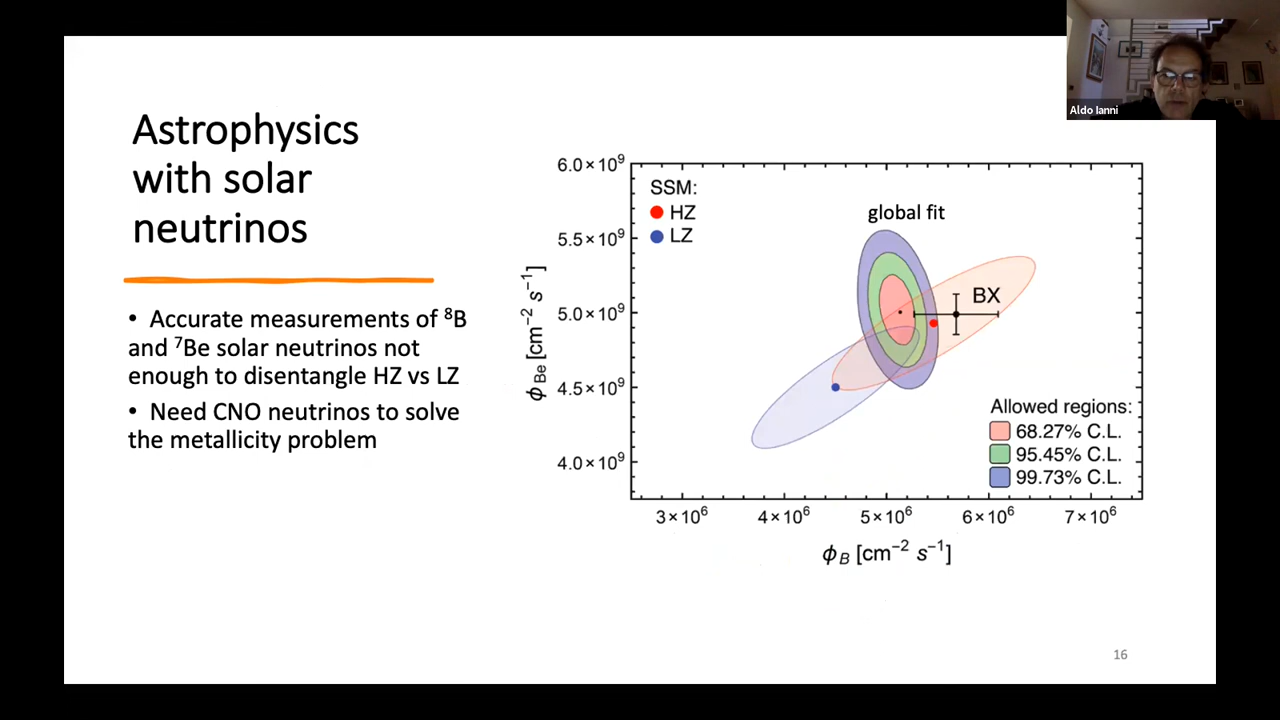 Aldo Ianni
Astrophysics
with solar
neutrinos
• Accurate measurements of ⁸B
and ⁷Be solar neutrinos not
enough to disentangle HZ vs LZ
• Need CNO neutrinos to solve
the metallicity problem
SSM:
HZ
LZ
global fit
BX
Allowed regions:
68.27% C.L.
95.45% C.L.
99.73% C.L.
6.0×10⁹
5.5×10⁹
5.0×10⁹
4.5×10⁹
4.0×10⁹
ϕ Be [cm⁻² s⁻¹]
3×10⁶ 4×10⁶ 5×10⁶ 6×10⁶ 7×10⁶
ϕ B [cm⁻² s⁻¹]
16